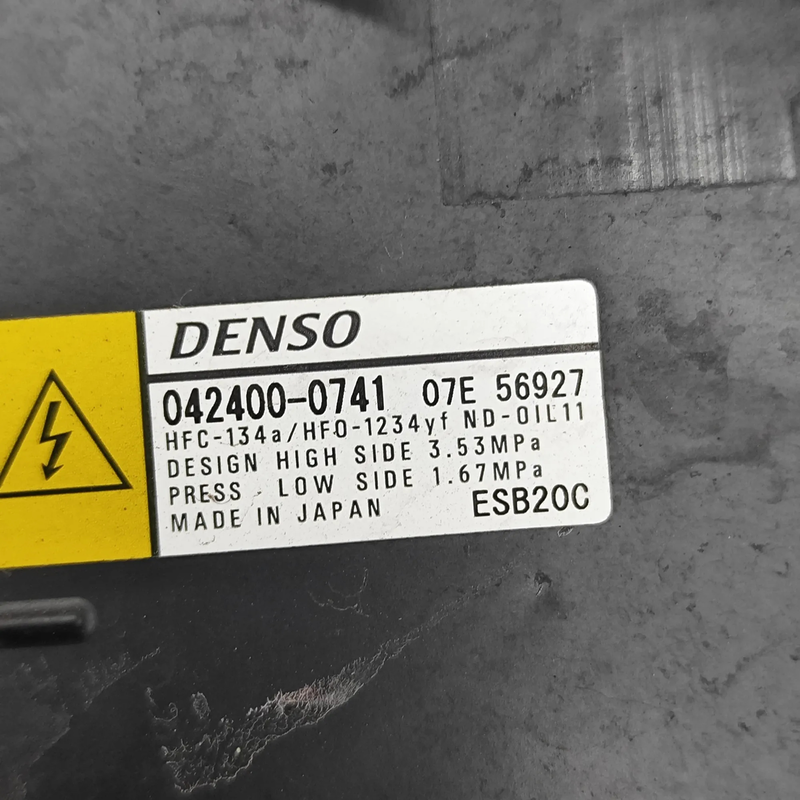 DENSO
042400-0741 07E 56927
HFC-134a/HFO-1234yf ND-OIL11
DESIGN HIGH SIDE 3.53MPa
PRESS LOW SIDE 1.67MPa
MADE IN JAPAN ESB20C